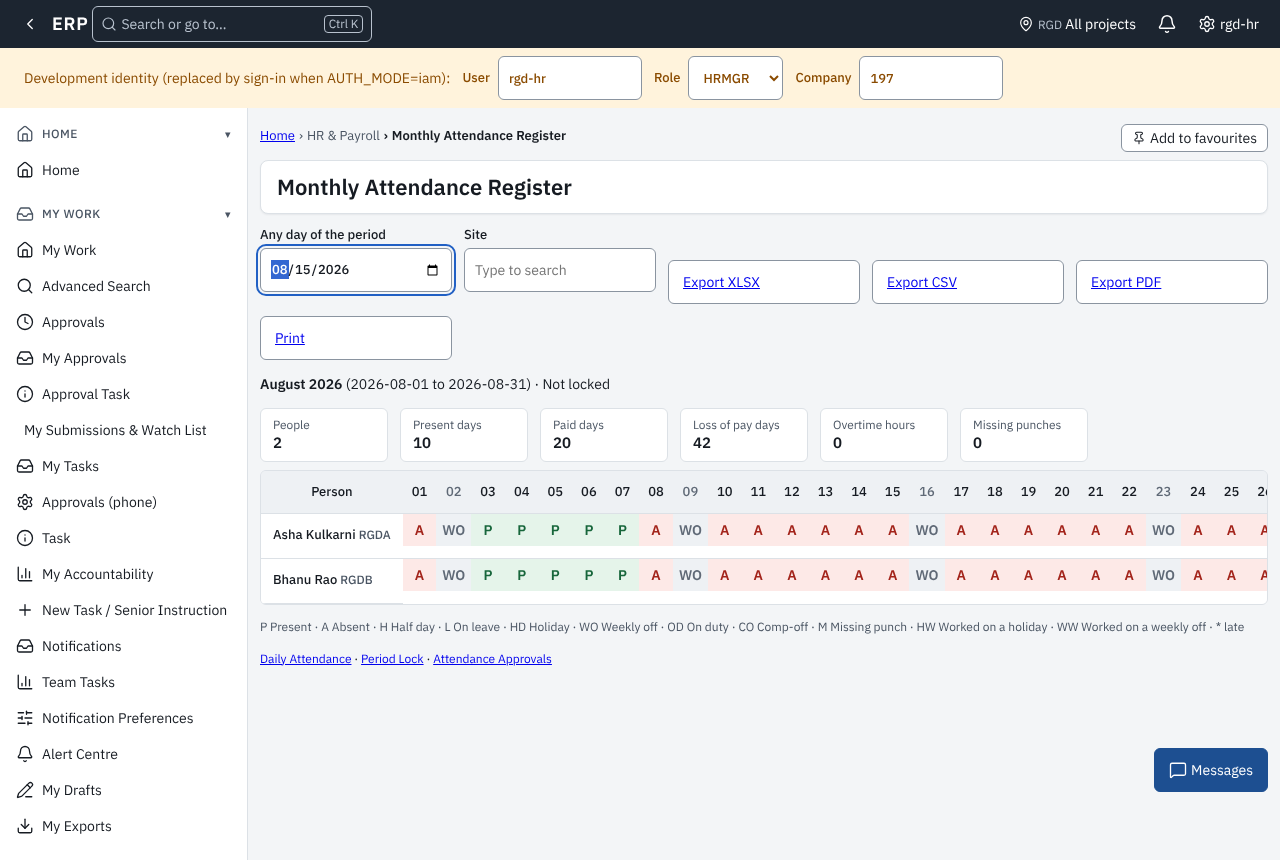 ERP Search or go to… Ctrl K RGD All projects rgd-hr
Development identity (replaced by sign-in when AUTH_MODE=iam): User rgd-hr Role HRMGR Company 197
HOME
Home
MY WORK
My Work
Advanced Search
Approvals
My Approvals
Approval Task
My Submissions & Watch List
My Tasks
Approvals (phone)
Task
My Accountability
New Task / Senior Instruction
Notifications
Team Tasks
Notification Preferences
Alert Centre
My Drafts
My Exports
Home › HR & Payroll › Monthly Attendance Register
Add to favourites
Monthly Attendance Register
Any day of the period Site
08/15/2026 Type to search Export XLSX Export CSV Export PDF
Print
August 2026 (2026-08-01 to 2026-08-31) · Not locked
People Present days Paid days Loss of pay days Overtime hours Missing punches
2 10 20 42 0 0
Person 01 02 03 04 05 06 07 08 09 10 11 12 13 14 15 16 17 18 19 20 21 22 23 24 25
Asha Kulkarni RGDA A WO P P P P P A WO A A A A A A WO A A A A A A WO A A A
Bhanu Rao RGDB A WO P P P P P A WO A A A A A A WO A A A A A A WO A A A
P Present · A Absent · H Half day · L On leave · HD Holiday · WO Weekly off · OD On duty · CO Comp-off · M Missing punch · HW Worked on a holiday · WW Worked on a weekly off · * late
Daily Attendance · Period Lock · Attendance Approvals
Messages